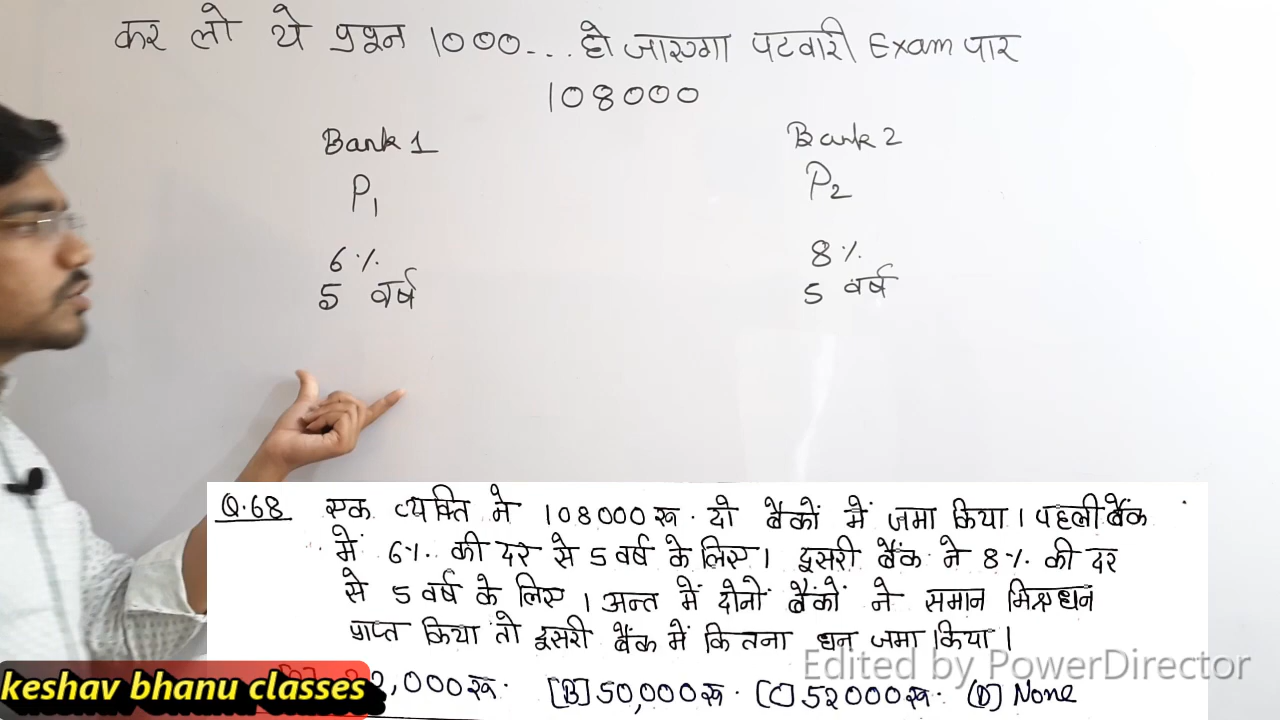 कर लो ये प्रश्न 1000... हो जाएगा पटवारी Exam पार
108000
Bank 1
Bank 2
P1
P2
6%
8%
5 वर्ष
5 वर्ष
Q.68 एक व्यक्ति ने 108000 रू. दो बैंकों में जमा किया। पहली बैंक
में 6% की दर से 5 वर्ष के लिए। दूसरी बैंक ने 8% की दर
से 5 वर्ष के लिए। अन्त में दोनों बैंकों ने समान मिश्रधन
प्राप्त किया तो दूसरी बैंक में कितना धन जमा किया।
2,000 रू. [B] 50,000 रू. [C] 52000 रू. (D) None
Edited by PowerDirector
keshav bhanu classes